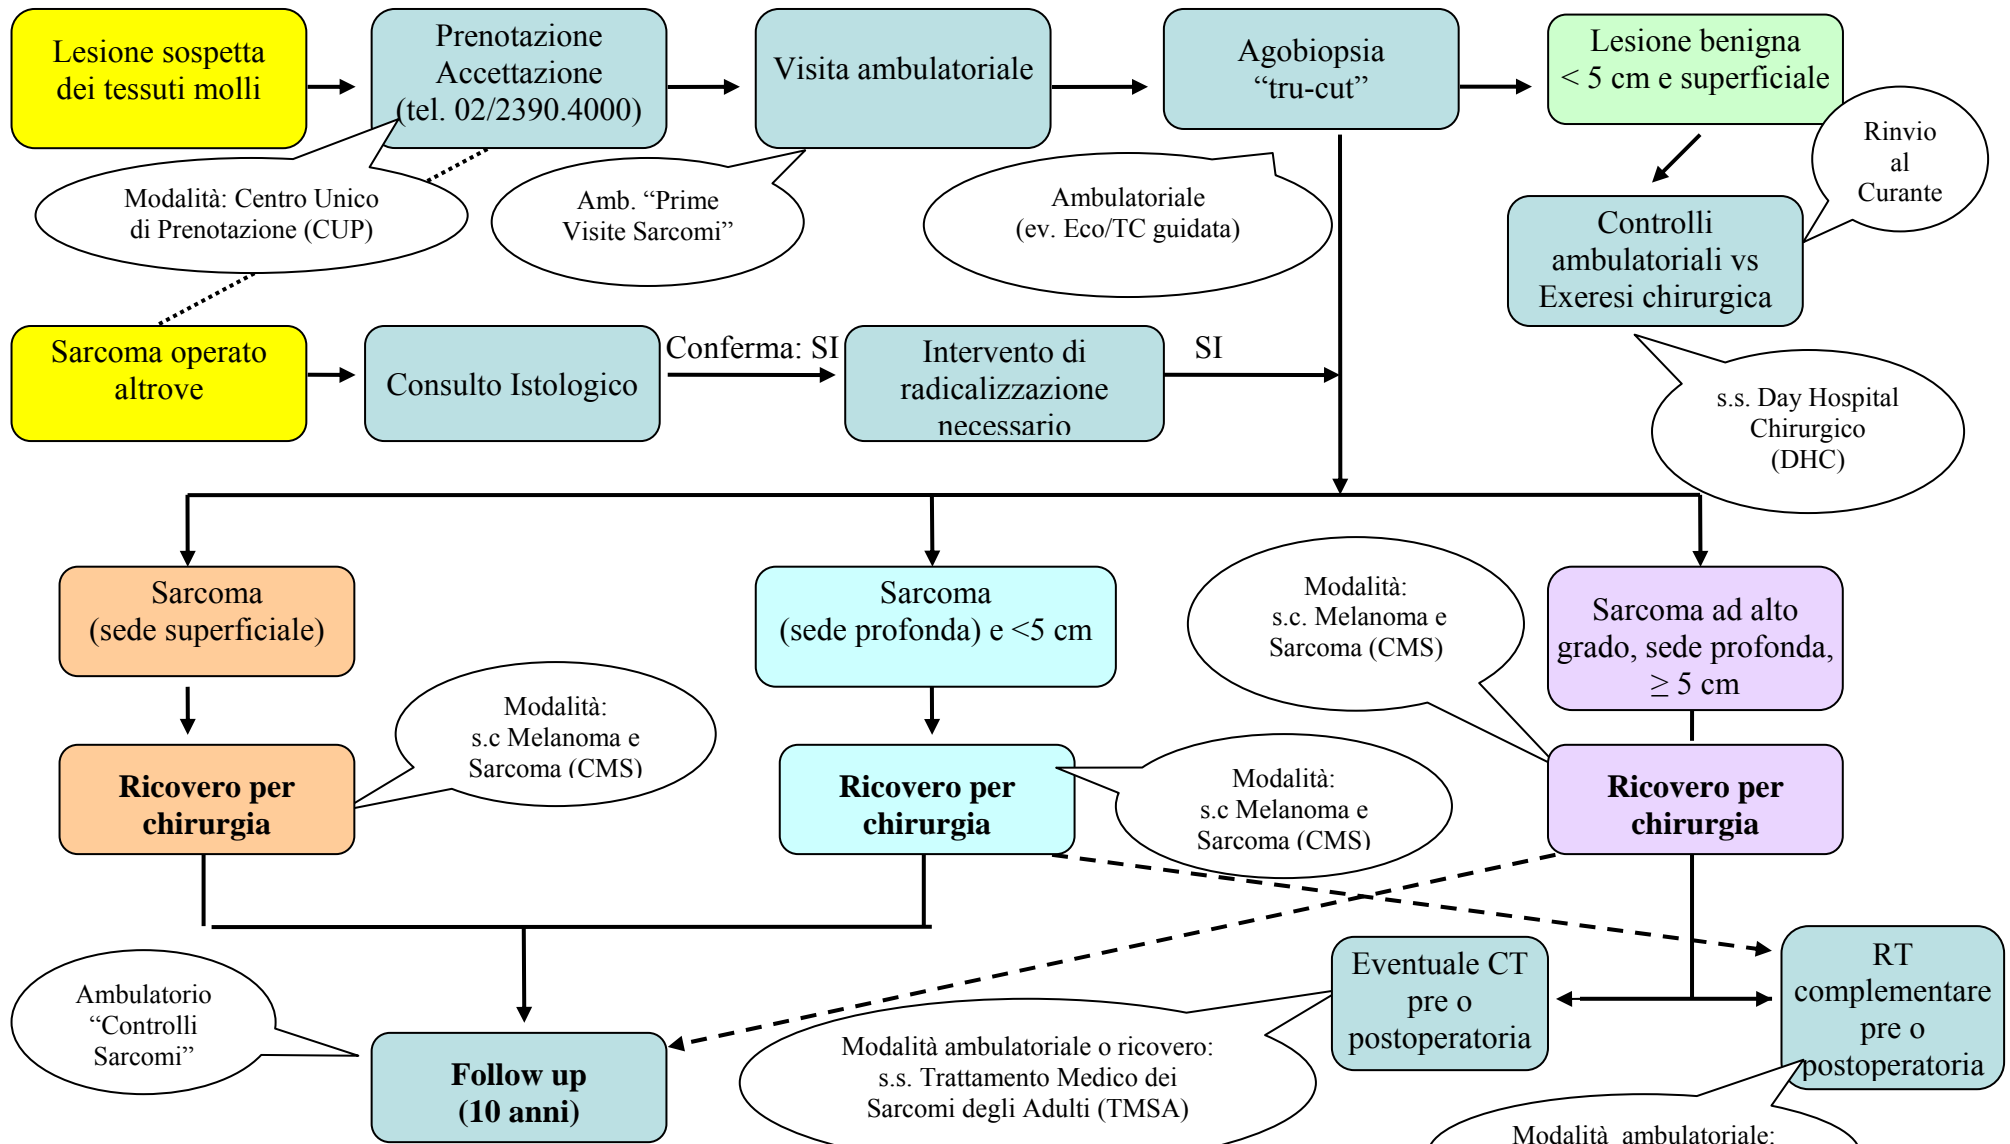 Lesione sospetta
dei tessuti molli
Prenotazione
Accettazione
(tel. 02/2390.4000)
Visita ambulatoriale
Agobiopsia
“tru-cut”
Lesione benigna
< 5 cm e superficiale
Rinvio
al
Curante
Modalità: Centro Unico
di Prenotazione (CUP)
Amb. “Prime
Visite Sarcomi”
Ambulatoriale
(ev. Eco/TC guidata)
Controlli
ambulatoriali vs
Exeresi chirurgica
Sarcoma operato
altrove
Consulto Istologico
Conferma: SI
Intervento di
radicalizzazione
necessario
SI
s.s. Day Hospital
Chirurgico
(DHC)
Sarcoma
(sede superficiale)
Sarcoma
(sede profonda) e <5 cm
Modalità:
s.c. Melanoma e
Sarcoma (CMS)
Sarcoma ad alto
grado, sede profonda,
≥ 5 cm
Modalità:
s.c Melanoma e
Sarcoma (CMS)
Ricovero per
chirurgia
Ricovero per
chirurgia
Modalità:
s.c Melanoma e
Sarcoma (CMS)
Ricovero per
chirurgia
Ambulatorio
“Controlli
Sarcomi”
Follow up
(10 anni)
Modalità ambulatoriale o ricovero:
s.s. Trattamento Medico dei
Sarcomi degli Adulti (TMSA)
Eventuale CT
pre o
postoperatoria
RT
complementare
pre o
postoperatoria
Modalità ambulatoriale: